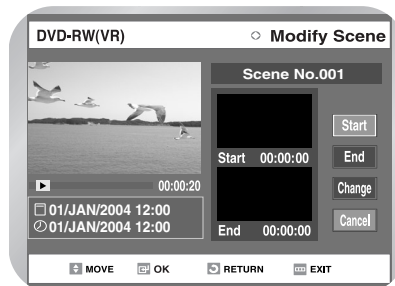 DVD-RW(VR)
Modify Scene
Scene No.001
Start 00:00:00
End 00:00:00
Start
End
Change
Cancel
00:00:20
01/JAN/2004 12:00
01/JAN/2004 12:00
MOVE OK RETURN EXIT